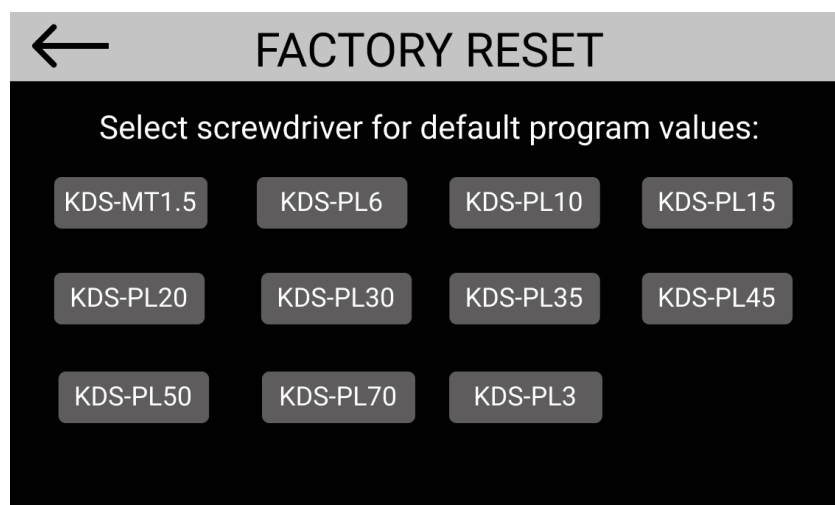 FACTORY RESET
Select screwdriver for default program values:
KDS-MT1.5 KDS-PL6 KDS-PL10 KDS-PL15
KDS-PL20 KDS-PL30 KDS-PL35 KDS-PL45
KDS-PL50 KDS-PL70 KDS-PL3